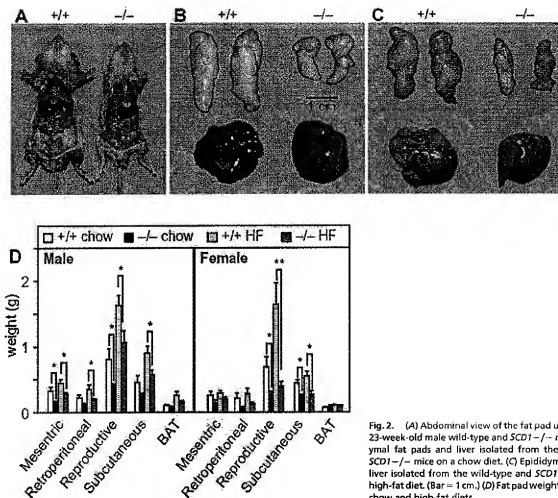 A
+/+
–/–
B
+/+
–/–
1 cm
C
+/+
–/–
D
+/+ chow
–/– chow
+/+ HF
–/– HF
Male
Female
weight (g)
2
1
0
* * * * * * *
* ** * *
Mesentric
Retroperitoneal
Reproductive
Subcutaneous
BAT
Mesentric
Retroperitoneal
Reproductive
Subcutaneous
BAT
Fig. 2. (A) Abdominal view of the fat pad u
23-week-old male wild-type and SCD1–/– r
ymal fat pads and liver isolated from the
SCD1–/– mice on a chow diet. (C) Epididym
liver isolated from the wild-type and SCD1
high-fat diet. (Bar = 1 cm.) (D) Fat pad weight
chow and high-fat diets.